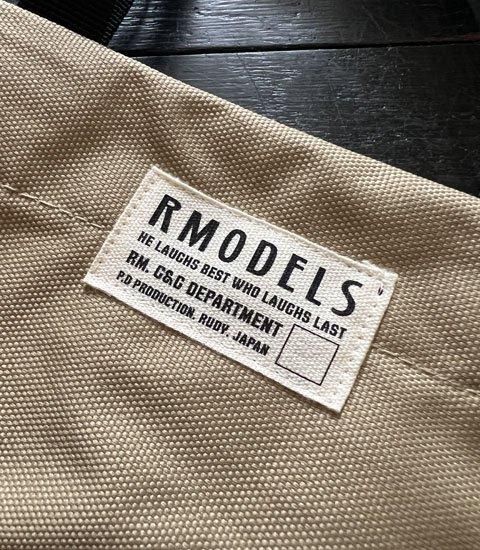 RMODELS
HE LAUGHS BEST WHO LAUGHS LAST
RM. C&C DEPARTMENT
P.D PRODUCTION. RUDY. JAPAN